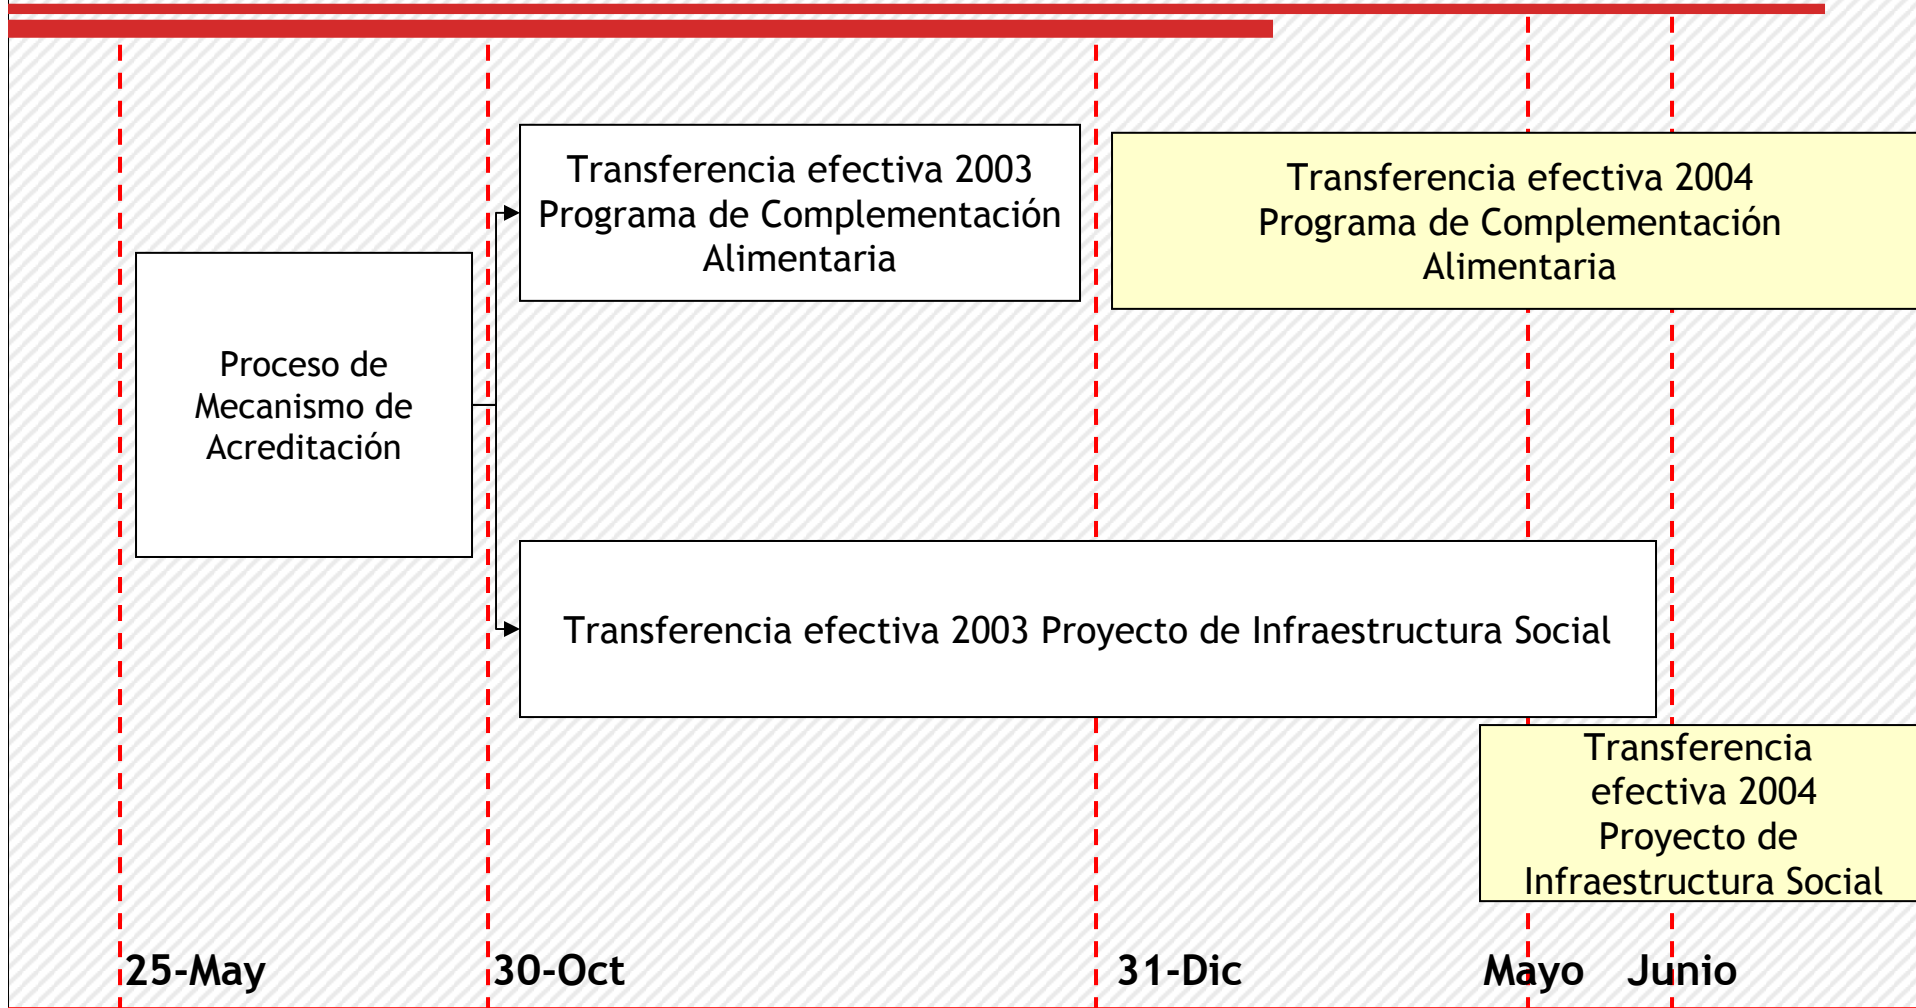 Transferencia efectiva 2003
Programa de Complementación
Alimentaria
Transferencia efectiva 2004
Programa de Complementación
Alimentaria
Proceso de
Mecanismo de
Acreditación
Transferencia efectiva 2003 Proyecto de Infraestructura Social
Transferencia
efectiva 2004
Proyecto de
Infraestructura Social
25-May
30-Oct
31-Dic
Mayo
Junio